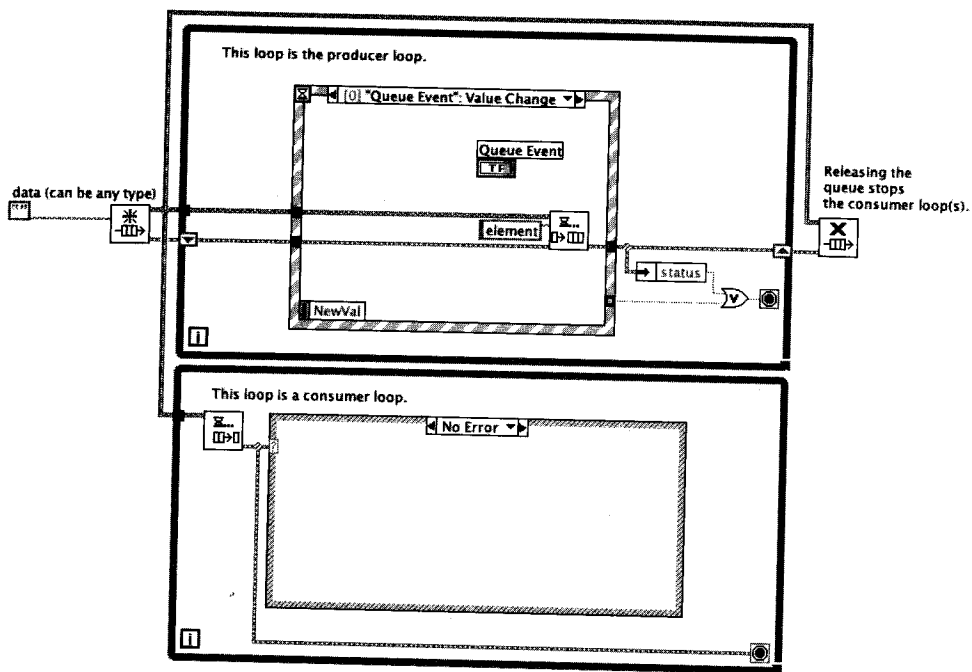 This loop is the producer loop.
[0] "Queue Event": Value Change
Queue Event
TF
data (can be any type)
element
Releasing the
queue stops
the consumer loop(s).
status
V
NewVal
i
This loop is a consumer loop.
No Error
?
i